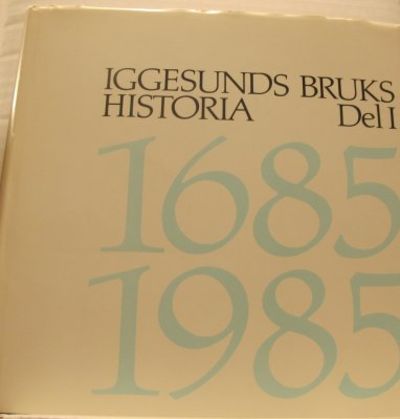 IGGESUNDS BRUKS
HISTORIA Del I
1685
1985